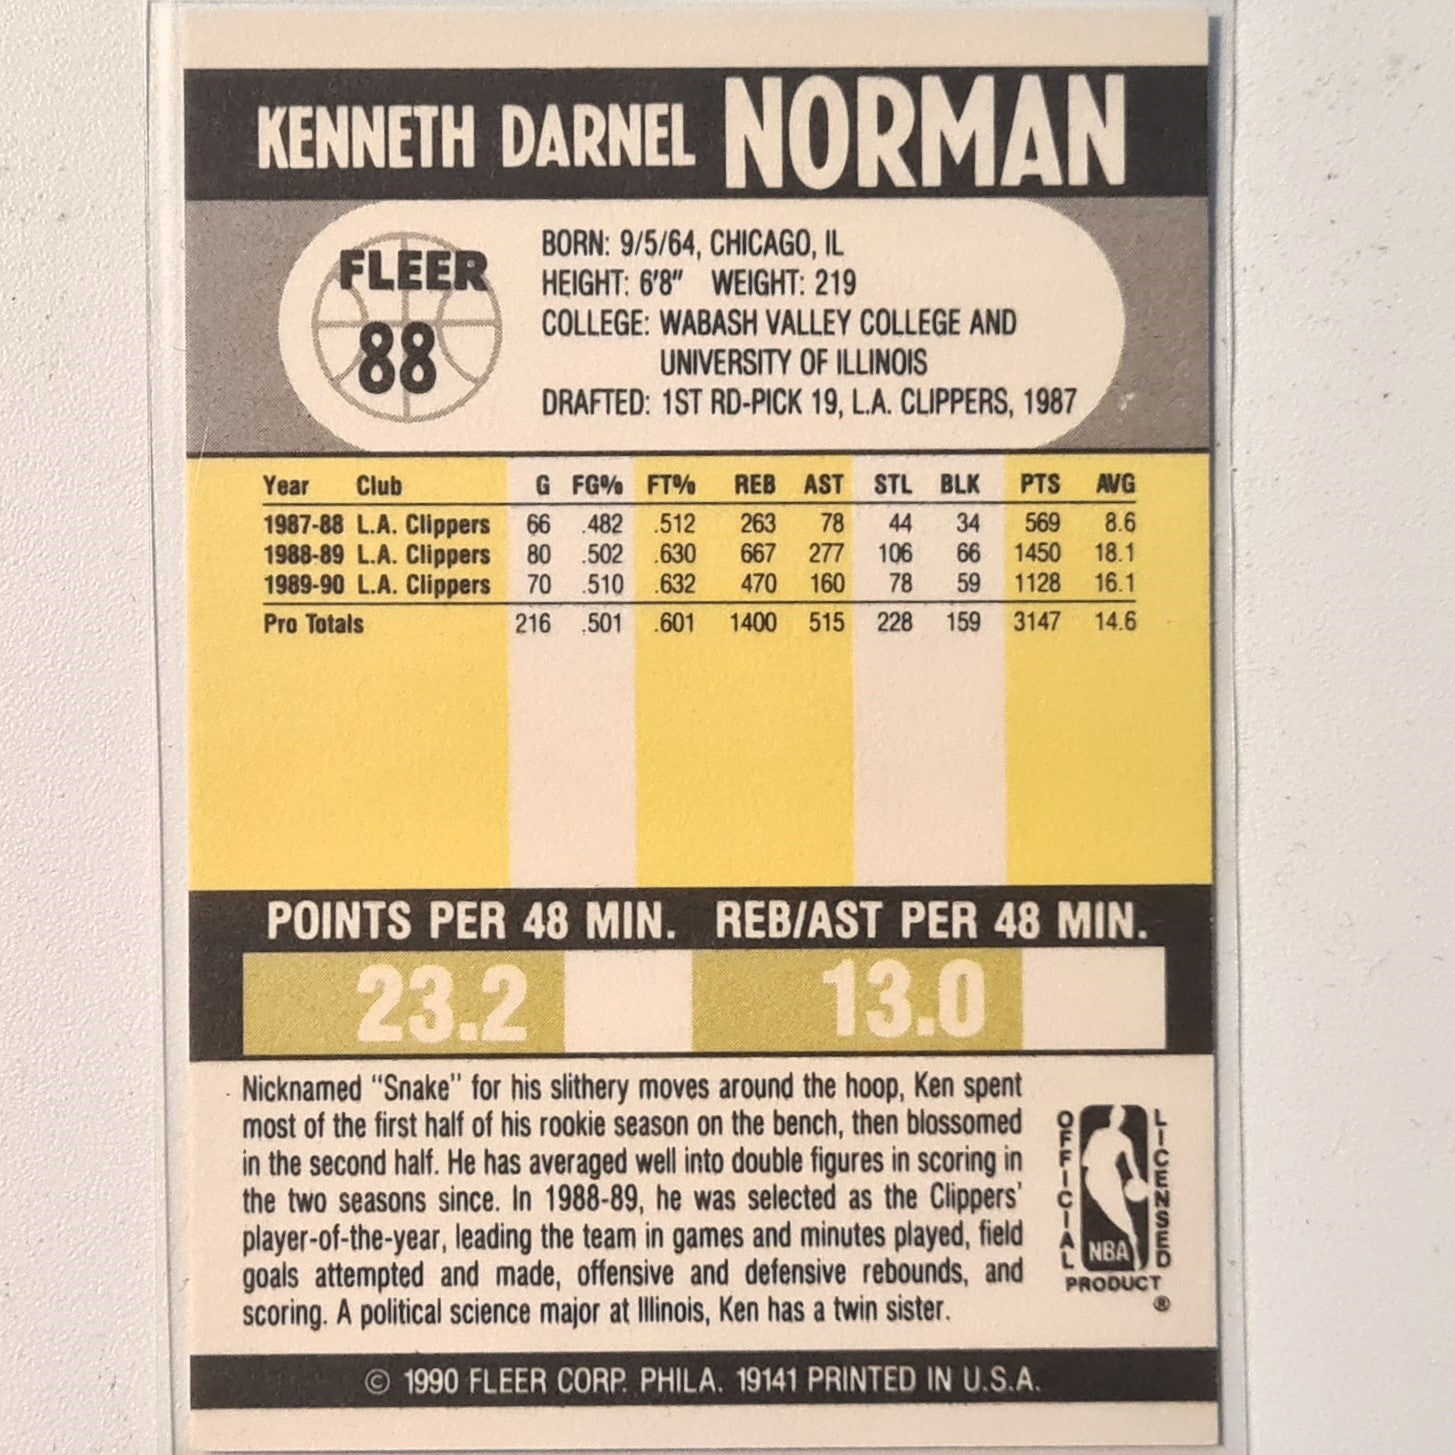 KENNETH DARNEL NORMAN
FLEER
88
BORN: 9/5/64, CHICAGO, IL
HEIGHT: 6'8" WEIGHT: 219
COLLEGE: WABASH VALLEY COLLEGE AND
UNIVERSITY OF ILLINOIS
DRAFTED: 1ST RD-PICK 19, L.A. CLIPPERS, 1987
Year Club G FG% FT% REB AST STL BLK PTS AVG
1987-88 L.A. Clippers 66 .482 .512 263 78 44 34 569 8.6
1988-89 L.A. Clippers 80 .502 .630 667 277 106 66 1450 18.1
1989-90 L.A. Clippers 70 .510 .632 470 160 78 59 1128 16.1
Pro Totals 216 .501 .601 1400 515 228 159 3147 14.6
POINTS PER 48 MIN. REB/AST PER 48 MIN.
23.2 13.0
Nicknamed "Snake" for his slithery moves around the hoop, Ken spent
most of the first half of his rookie season on the bench, then blossomed
in the second half. He has averaged well into double figures in scoring in
the two seasons since. In 1988-89, he was selected as the Clippers'
player-of-the-year, leading the team in games and minutes played, field
goals attempted and made, offensive and defensive rebounds, and
scoring. A political science major at Illinois, Ken has a twin sister.
OFFICIAL
NBA
LICENSED
PRODUCT
®
© 1990 FLEER CORP. PHILA. 19141 PRINTED IN U.S.A.